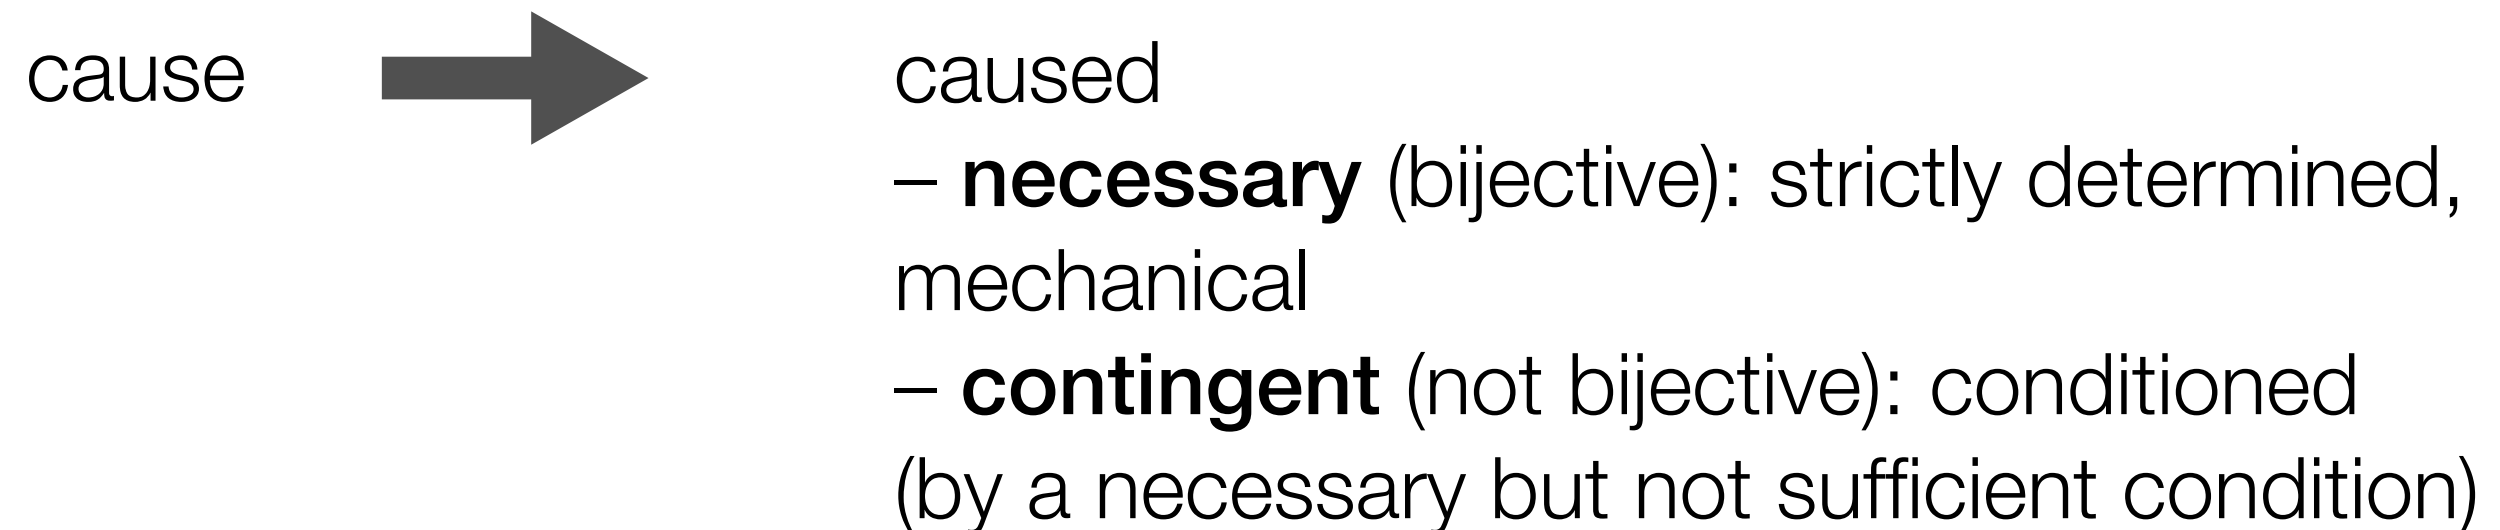 cause
caused
– necessary (bijective): strictly determined,
mechanical
– contingent (not bijective): conditioned
(by a necessary but not sufficient condition)